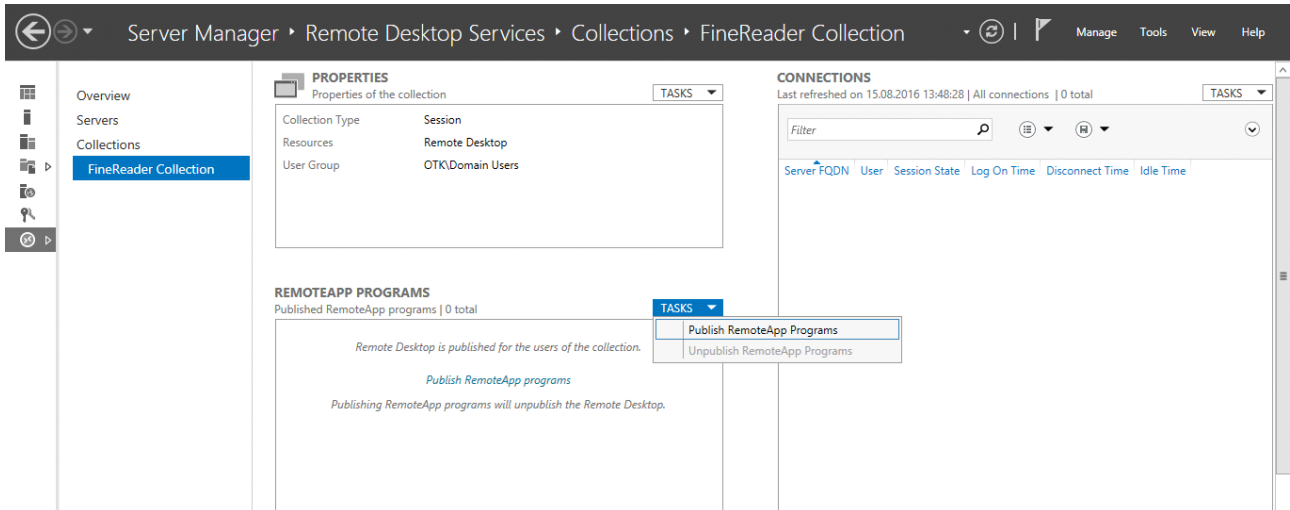 Server Manager ‣ Remote Desktop Services ‣ Collections ‣ FineReader Collection
Manage Tools View Help
Overview
Servers
Collections
FineReader Collection
PROPERTIES
Properties of the collection
TASKS
Collection Type Session
Resources Remote Desktop
User Group OTK\Domain Users
REMOTEAPP PROGRAMS
Published RemoteApp programs | 0 total
TASKS
Publish RemoteApp Programs
Unpublish RemoteApp Programs
Remote Desktop is published for the users of the collection.
Publish RemoteApp programs
Publishing RemoteApp programs will unpublish the Remote Desktop.
CONNECTIONS
Last refreshed on 15.08.2016 13:48:28 | All connections | 0 total
TASKS
Filter
Server FQDN User Session State Log On Time Disconnect Time Idle Time